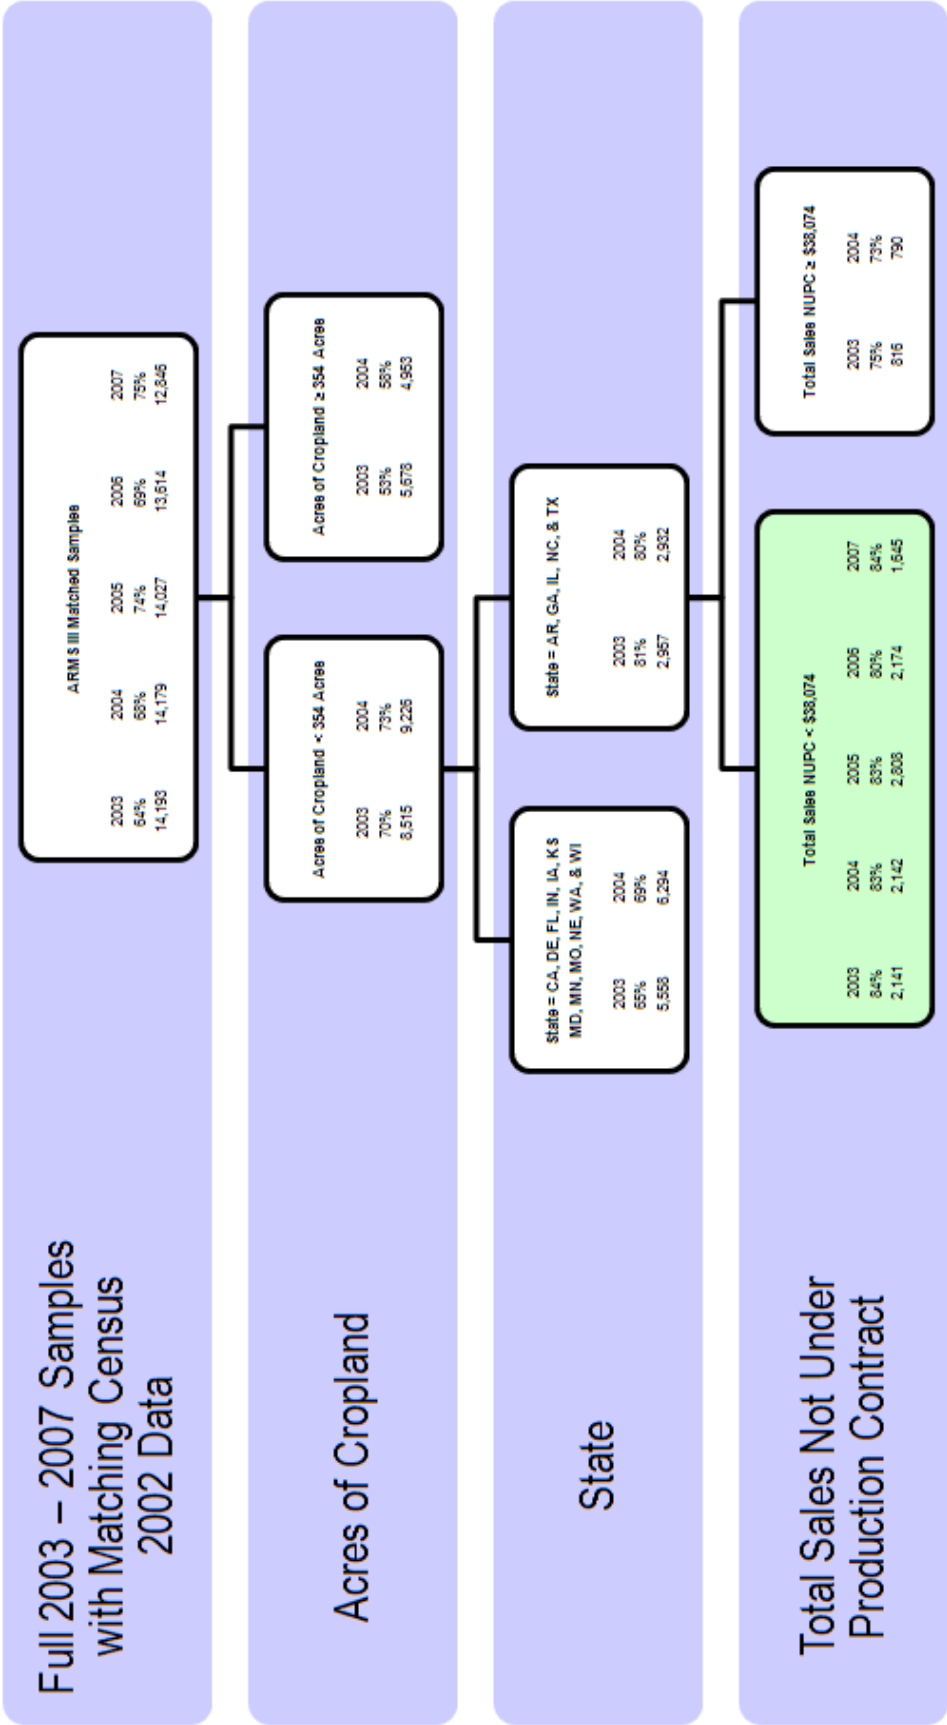 Full 2003 – 2007 Samples
with Matching Census
2002 Data
ARMS III Matched Samples
2003 2004 2005 2006 2007
64% 68% 74% 69% 75%
14,193 14,179 14,027 13,614 12,846
Acres of Cropland
Acres of Cropland < 354 Acres
2003 2004
70% 73%
8,515 9,226
Acres of Cropland ≥ 354 Acres
2003 2004
53% 58%
5,678 4,953
State
State = CA, DE, FL, IN, IA, KS
MD, MN, MO, NE, WA, & WI
2003 2004
65% 69%
5,558 6,294
State = AR, GA, IL, NC, & TX
2003 2004
81% 80%
2,957 2,932
Total Sales Not Under
Production Contract
Total Sales NUPC < $38,074
2003 2004 2005 2006 2007
84% 83% 83% 80% 84%
2,141 2,142 2,808 2,174 1,645
Total Sales NUPC ≥ $38,074
2003 2004
75% 73%
816 790